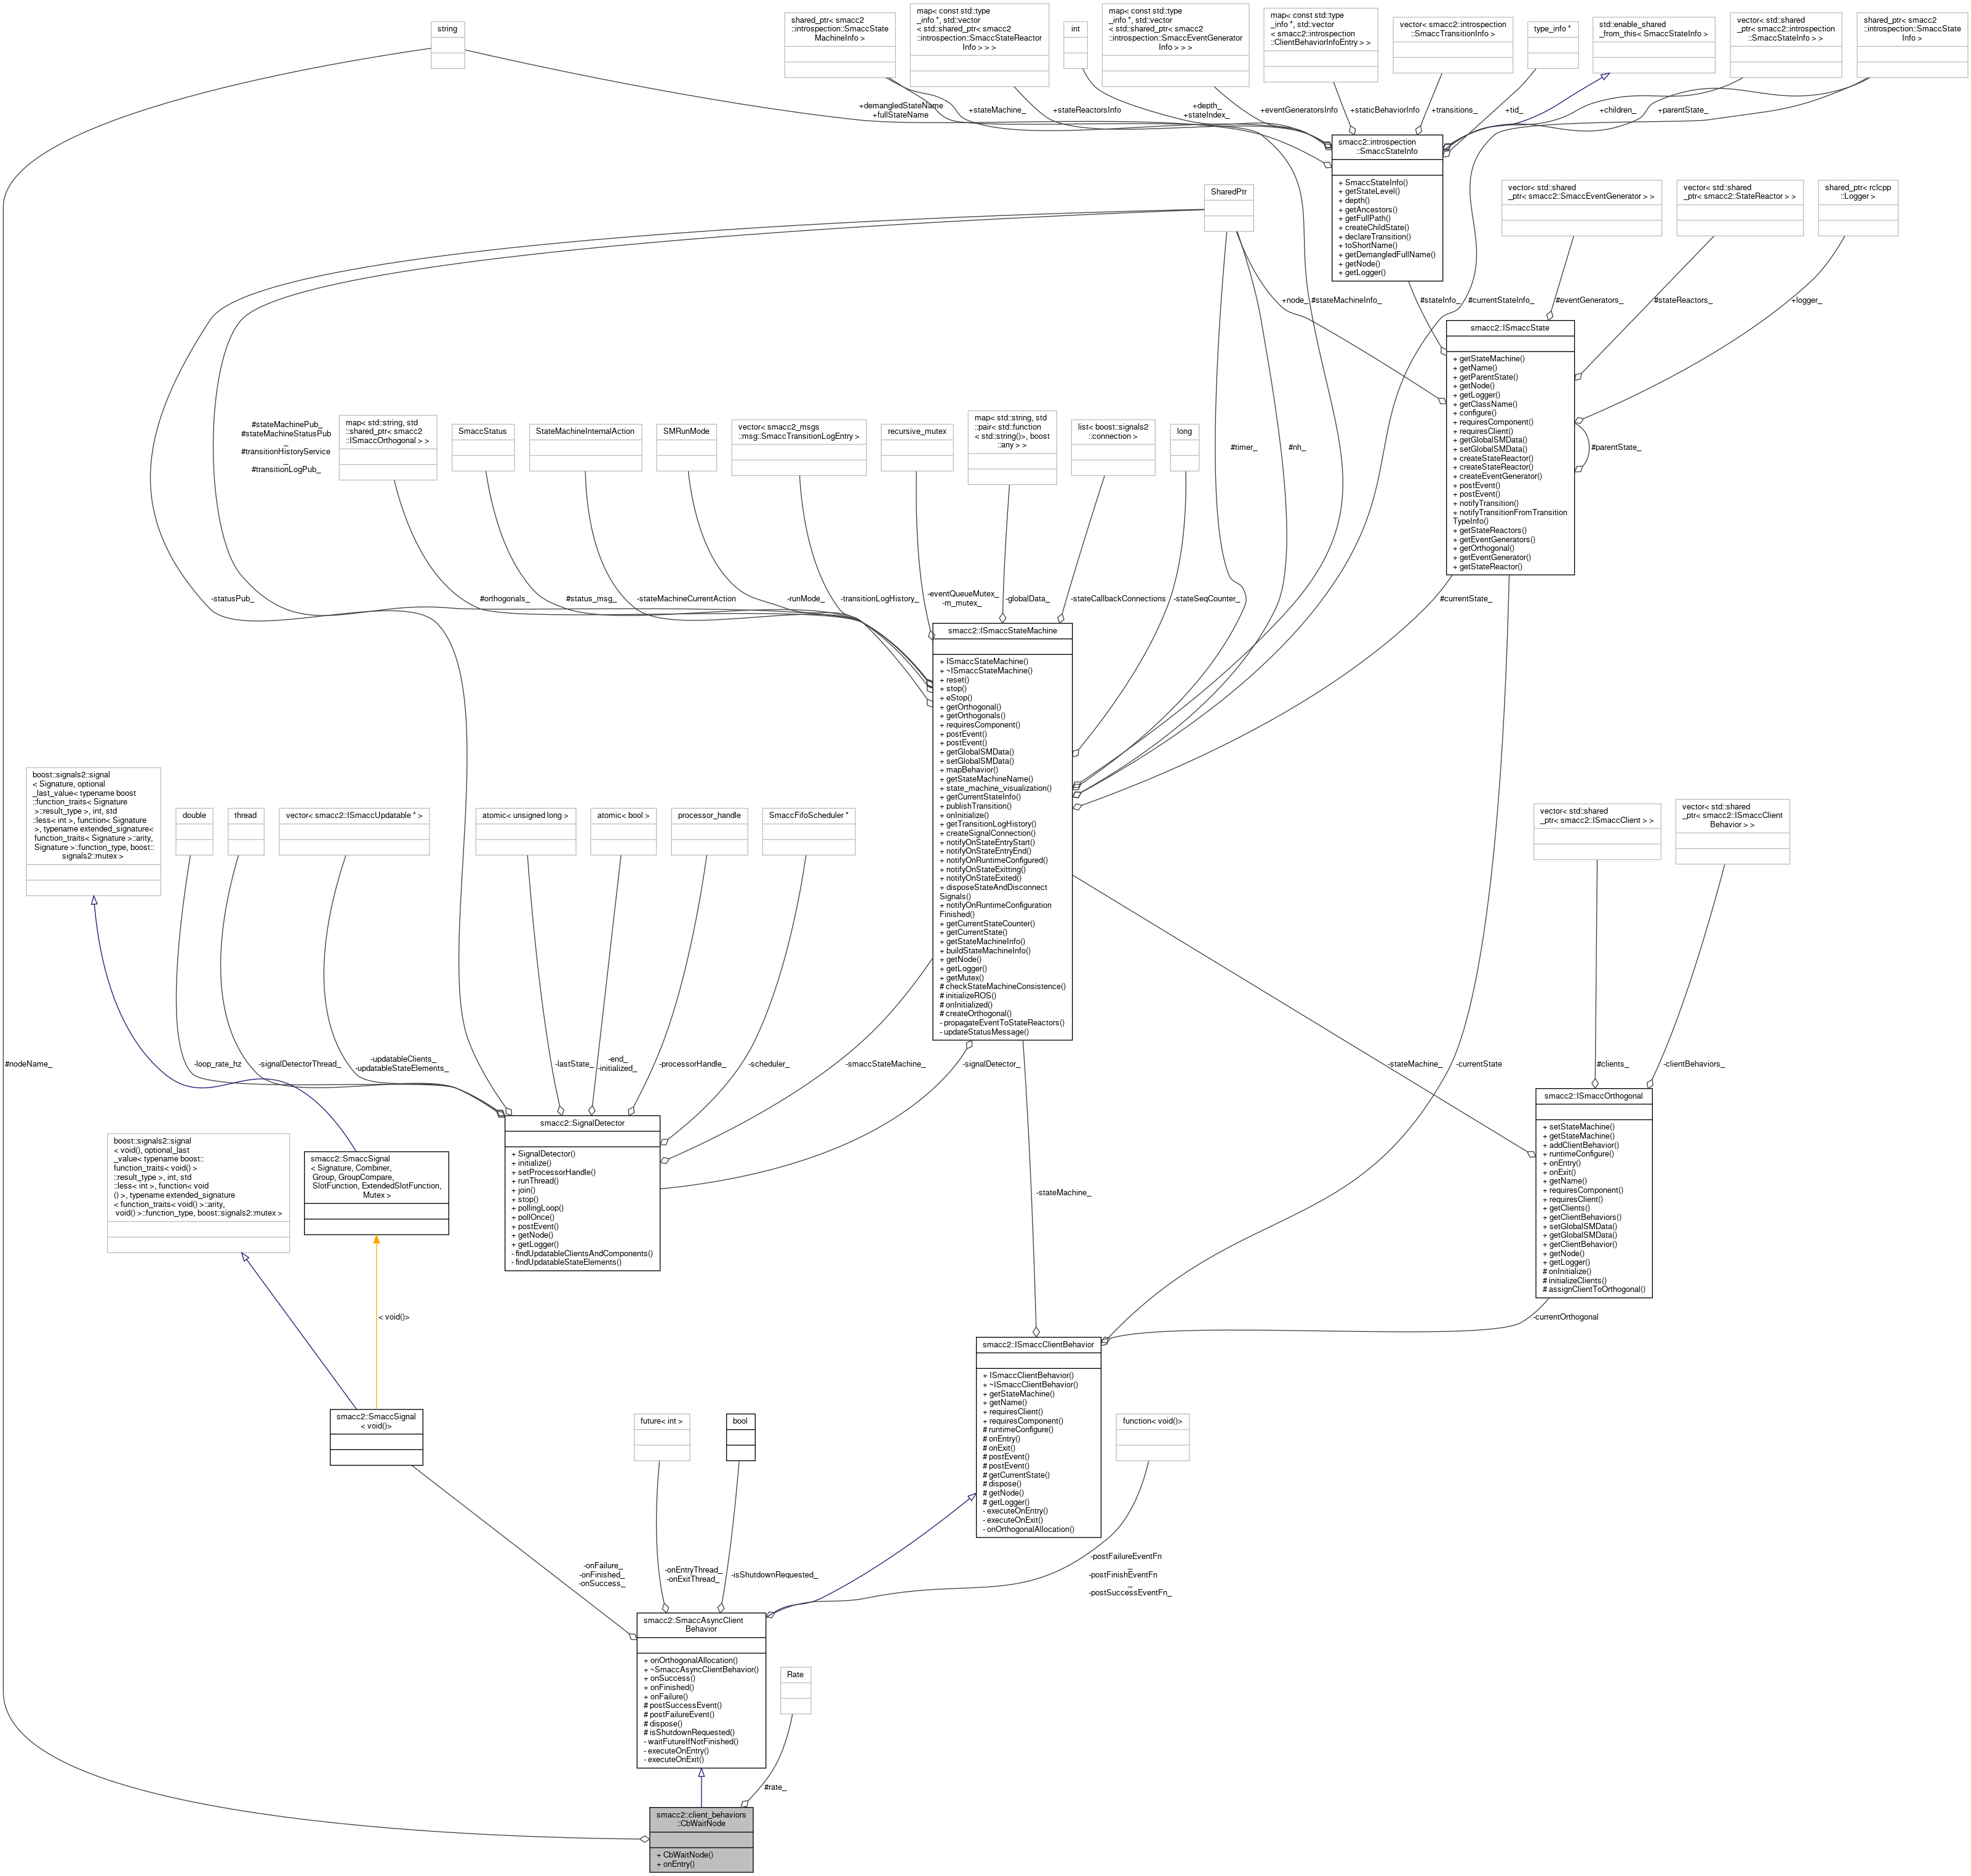 string
shared_ptr< smacc2
::introspection::SmaccState
MachineInfo >
map< const std::type
_info *, std::vector
< std::shared_ptr< smacc2
::introspection::SmaccStateReactor
Info > > >
int
map< const std::type
_info *, std::vector
< std::shared_ptr< smacc2
::introspection::SmaccEventGenerator
Info > > >
map< const std::type
_info *, std::vector
< smacc2::introspection
::ClientBehaviorInfoEntry > >
vector< smacc2::introspection
::SmaccTransitionInfo >
type_info *
std::enable_shared
_from_this< SmaccStateInfo >
vector< std::shared
_ptr< smacc2::introspection
::SmaccStateInfo > >
shared_ptr< smacc2
::introspection::SmaccState
Info >
+demangledStateName
+fullStateName
+stateMachine_
+stateReactorsInfo
+depth_
+stateIndex_
+eventGeneratorsInfo
+staticBehaviorInfo
+transitions_
+tid_
+children_
+parentState_
smacc2::introspection
::SmaccStateInfo
+ SmaccStateInfo()
+ getStateLevel()
+ depth()
+ getAncestors()
+ getFullPath()
+ createChildState()
+ declareTransition()
+ toShortName()
+ getDemangledFullName()
+ getNode()
+ getLogger()
SharedPtr
vector< std::shared
_ptr< smacc2::SmaccEventGenerator > >
vector< std::shared
_ptr< smacc2::StateReactor > >
shared_ptr< rclcpp
::Logger >
+node_
#stateMachineInfo_
#stateInfo_
#currentStateInfo_
#eventGenerators_
#stateReactors_
+logger_
smacc2::ISmaccState
+ getStateMachine()
+ getName()
+ getParentState()
+ getNode()
+ getLogger()
+ getClassName()
+ configure()
+ requiresComponent()
+ requiresClient()
+ getGlobalSMData()
+ setGlobalSMData()
+ createStateReactor()
+ createStateReactor()
+ createEventGenerator()
+ postEvent()
+ postEvent()
+ notifyTransition()
+ notifyTransitionFromTransition
TypeInfo()
+ getStateReactors()
+ getEventGenerators()
+ getOrthogonal()
+ getEventGenerator()
+ getStateReactor()
#parentState_
#stateMachinePub_
#stateMachineStatusPub
_
#transitionHistoryService
_
#transitionLogPub_
map< std::string, std
::shared_ptr< smacc2
::ISmaccOrthogonal > >
SmaccStatus
StateMachineInternalAction
SMRunMode
vector< smacc2_msgs
::msg::SmaccTransitionLogEntry >
recursive_mutex
map< std::string, std
::pair< std::function
< std::string()>, boost
::any > >
list< boost::signals2
::connection >
long
#timer_
#nh_
-statusPub_
#orthogonals_
#status_msg_
-stateMachineCurrentAction
-runMode_
-transitionLogHistory_
-eventQueueMutex_
-m_mutex_
-globalData_
-stateCallbackConnections
-stateSeqCounter_
#currentState_
smacc2::ISmaccStateMachine
+ ISmaccStateMachine()
+ ~ISmaccStateMachine()
+ reset()
+ stop()
+ eStop()
+ getOrthogonal()
+ getOrthogonals()
+ requiresComponent()
+ postEvent()
+ postEvent()
+ getGlobalSMData()
+ setGlobalSMData()
+ mapBehavior()
+ getStateMachineName()
+ state_machine_visualization()
+ getCurrentStateInfo()
+ publishTransition()
+ onInitialize()
+ getTransitionLogHistory()
+ createSignalConnection()
+ notifyOnStateEntryStart()
+ notifyOnStateEntryEnd()
+ notifyOnRuntimeConfigured()
+ notifyOnStateExitting()
+ notifyOnStateExited()
+ disposeStateAndDisconnect
Signals()
+ notifyOnRuntimeConfiguration
Finished()
+ getCurrentStateCounter()
+ getCurrentState()
+ getStateMachineInfo()
+ buildStateMachineInfo()
+ getNode()
+ getLogger()
+ getMutex()
# checkStateMachineConsistence()
# initializeROS()
# onInitialized()
# createOrthogonal()
- propagateEventToStateReactors()
- updateStatusMessage()
boost::signals2::signal
< Signature, optional
_last_value< typename boost
::function_traits< Signature
>::result_type >, int, std
::less< int >, function< Signature
>, typename extended_signature<
function_traits< Signature >::arity,
Signature >::function_type, boost::
signals2::mutex >
double
thread
vector< smacc2::ISmaccUpdatable * >
atomic< unsigned long >
atomic< bool >
processor_handle
SmaccFifoScheduler *
vector< std::shared
_ptr< smacc2::ISmaccClient > >
vector< std::shared
_ptr< smacc2::ISmaccClient
Behavior > >
#nodeName_
-loop_rate_hz
-signalDetectorThread_
-updatableClients_
-updatableStateElements_
-lastState_
-end_
-initialized_
-processorHandle_
-scheduler_
-smaccStateMachine_
-signalDetector_
-stateMachine_
-currentState
#clients_
-clientBehaviors_
smacc2::SignalDetector
+ SignalDetector()
+ initialize()
+ setProcessorHandle()
+ runThread()
+ join()
+ stop()
+ pollingLoop()
+ pollOnce()
+ postEvent()
+ getNode()
+ getLogger()
- findUpdatableClientsAndComponents()
- findUpdatableStateElements()
smacc2::ISmaccOrthogonal
+ setStateMachine()
+ getStateMachine()
+ addClientBehavior()
+ runtimeConfigure()
+ onEntry()
+ onExit()
+ getName()
+ requiresComponent()
+ requiresClient()
+ getClients()
+ getClientBehaviors()
+ setGlobalSMData()
+ getGlobalSMData()
+ getClientBehavior()
+ getNode()
+ getLogger()
# onInitialize()
# initializeClients()
# assignClientToOrthogonal()
boost::signals2::signal
< void(), optional_last
_value< typename boost::
function_traits< void() >
::result_type >, int, std
::less< int >, function< void
() >, typename extended_signature
< function_traits< void() >::arity,
void() >::function_type, boost::signals2::mutex >
smacc2::SmaccSignal
< Signature, Combiner,
Group, GroupCompare,
SlotFunction, ExtendedSlotFunction,
Mutex >
-stateMachine_
< void()>
-currentOrthogonal
smacc2::ISmaccClientBehavior
+ ISmaccClientBehavior()
+ ~ISmaccClientBehavior()
+ getStateMachine()
+ getName()
+ requiresClient()
+ requiresComponent()
# runtimeConfigure()
# onEntry()
# onExit()
# postEvent()
# postEvent()
# getCurrentState()
# dispose()
# getNode()
# getLogger()
- executeOnEntry()
- executeOnExit()
- onOrthogonalAllocation()
smacc2::SmaccSignal
< void()>
future< int >
bool
function< void()>
-onFailure_
-onFinished_
-onSuccess_
-onEntryThread_
-onExitThread_
-isShutdownRequested_
-postFailureEventFn
_
-postFinishEventFn
_
-postSuccessEventFn_
smacc2::SmaccAsyncClient
Behavior
+ onOrthogonalAllocation()
+ ~SmaccAsyncClientBehavior()
+ onSuccess()
+ onFinished()
+ onFailure()
# postSuccessEvent()
# postFailureEvent()
# dispose()
# isShutdownRequested()
- waitFutureIfNotFinished()
- executeOnEntry()
- executeOnExit()
Rate
#rate_
smacc2::client_behaviors
::CbWaitNode
+ CbWaitNode()
+ onEntry()